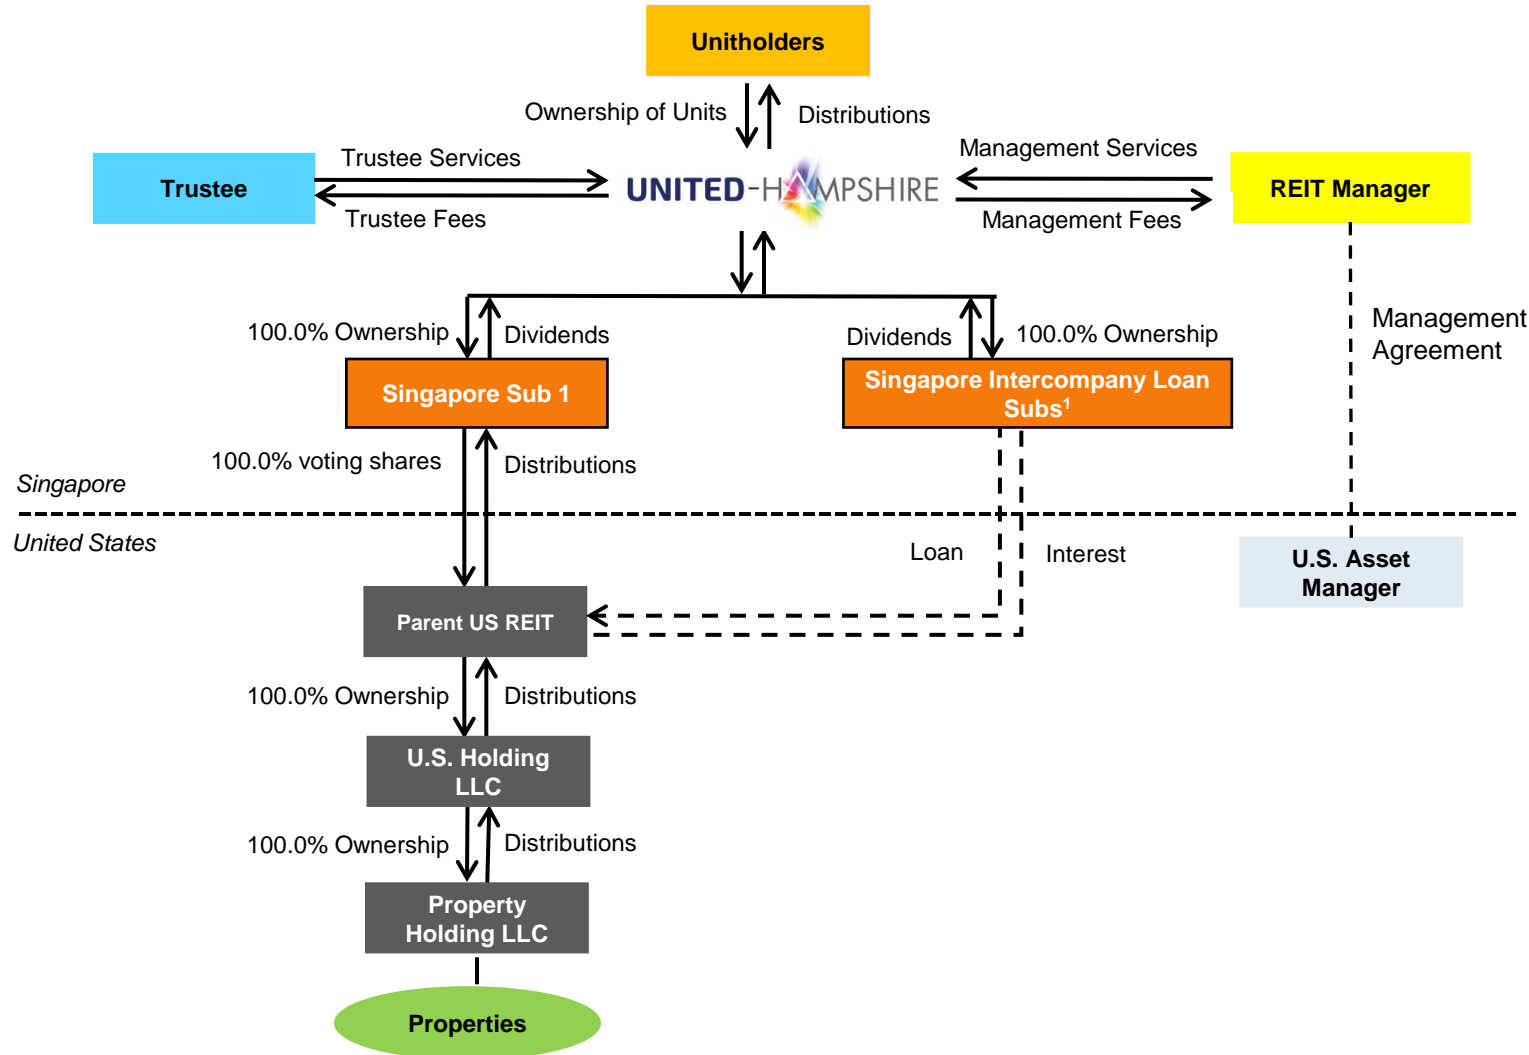 Unitholders
Ownership of Units
Distributions
Trustee
Trustee Services
Trustee Fees
UNITED-HAMPSHIRE
Management Services
Management Fees
REIT Manager
100.0% Ownership
Dividends
Dividends
100.0% Ownership
Management
Agreement
Singapore Sub 1
Singapore Intercompany Loan
Subs¹
100.0% voting shares
Distributions
Singapore
United States
Loan
Interest
U.S. Asset
Manager
Parent US REIT
100.0% Ownership
Distributions
U.S. Holding
LLC
100.0% Ownership
Distributions
Property
Holding LLC
Properties